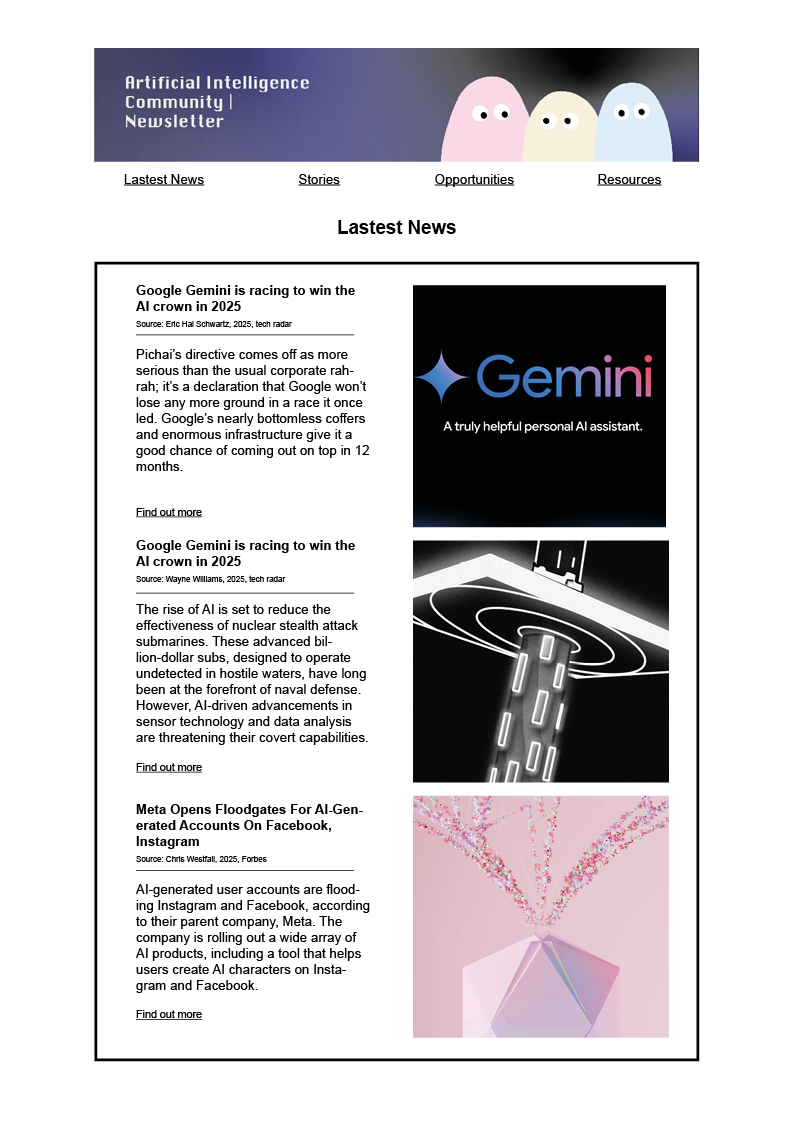 Artificial Intelligence
Community |
Newsletter
Lastest News
Stories
Opportunities
Resources
Lastest News
Google Gemini is racing to win the
AI crown in 2025
Source: Eric Hal Schwartz, 2025, tech radar
Pichai’s directive comes off as more
serious than the usual corporate rah-
rah; it’s a declaration that Google won’t
lose any more ground in a race it once
led. Google’s nearly bottomless coffers
and enormous infrastructure give it a
good chance of coming out on top in 12
months.
Find out more
Gemini
A truly helpful personal AI assistant.
Google Gemini is racing to win the
AI crown in 2025
Source: Wayne Williams, 2025, tech radar
The rise of AI is set to reduce the
effectiveness of nuclear stealth attack
submarines. These advanced bil-
lion-dollar subs, designed to operate
undetected in hostile waters, have long
been at the forefront of naval defense.
However, AI-driven advancements in
sensor technology and data analysis
are threatening their covert capabilities.
Find out more
Meta Opens Floodgates For AI-Gen-
erated Accounts On Facebook,
Instagram
Source: Chris Westfall, 2025, Forbes
AI-generated user accounts are flood-
ing Instagram and Facebook, according
to their parent company, Meta. The
company is rolling out a wide array of
AI products, including a tool that helps
users create AI characters on Insta-
gram and Facebook.
Find out more